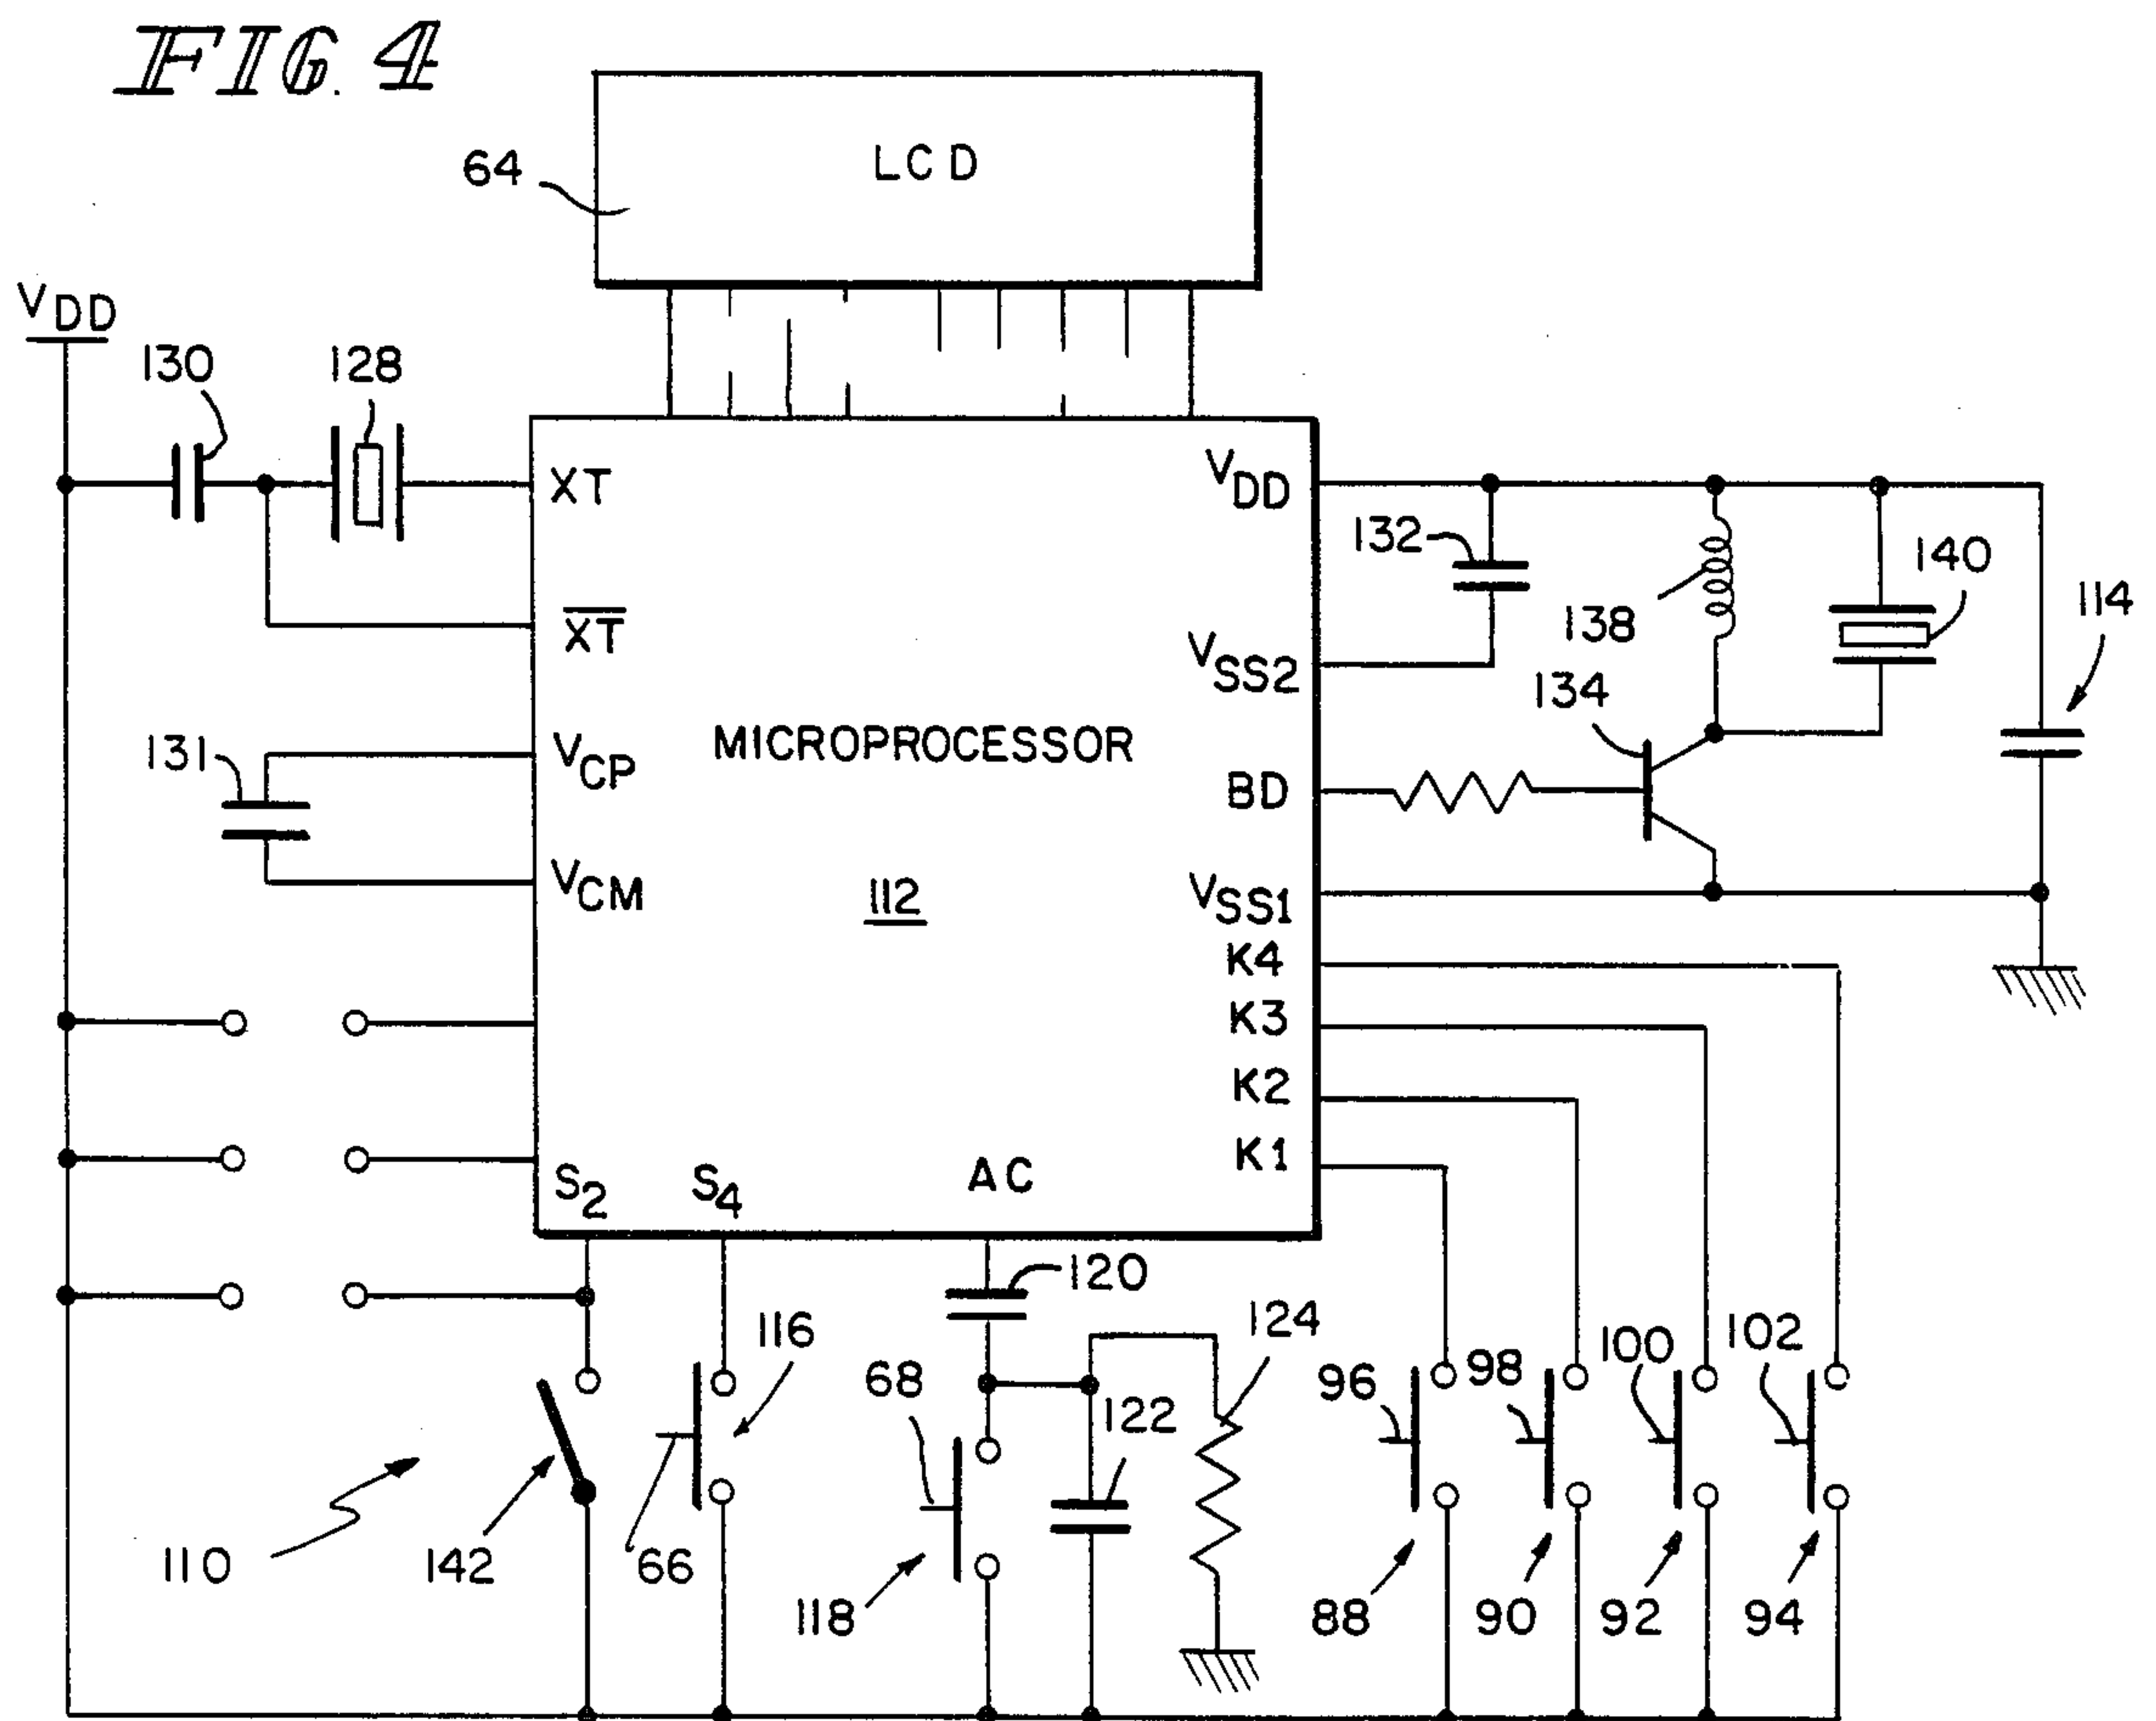 FIG. 4
LCD
64
VDD
130
128
XT
VDD
132
140
138
114
XT
VSS2
134
131
VCP
MICROPROCESSOR
BD
VCM
112
VSS1
K4
K3
K2
K1
S2
S4
AC
120
116
124
68
96
98
100
102
122
110
142
66
118
88
90
92
94